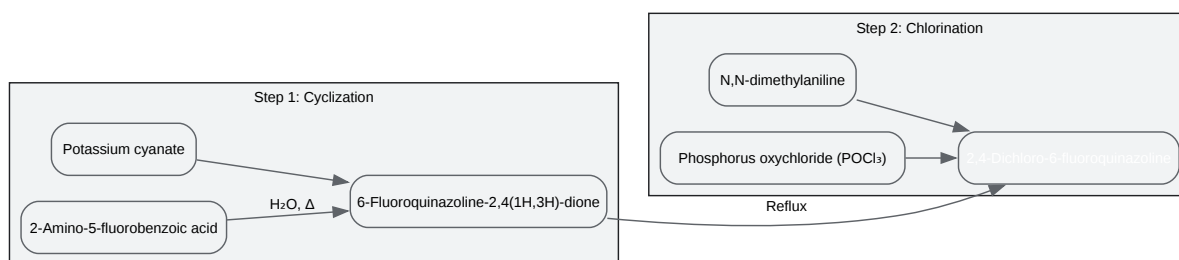 Step 1: Cyclization
Potassium cyanate
2-Amino-5-fluorobenzoic acid
H₂O, Δ
6-Fluoroquinazoline-2,4(1H,3H)-dione
Step 2: Chlorination
N,N-dimethylaniline
Phosphorus oxychloride (POCl₃)
2,4-Dichloro-6-fluoroquinazoline
Reflux